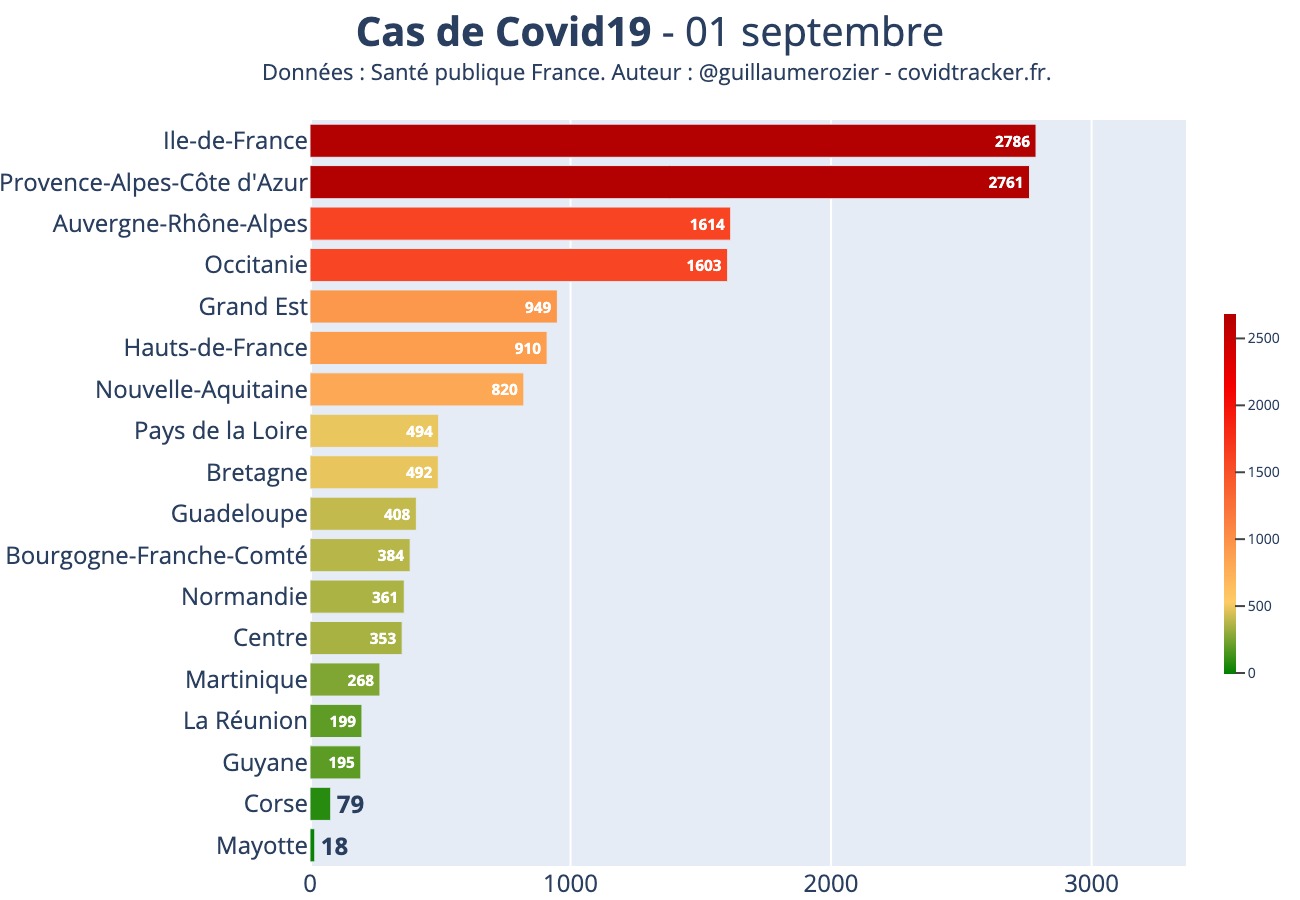 Cas de Covid19 - 01 septembre
Données : Santé publique France. Auteur : @guillaumerozier - covidtracker.fr.
Ile-de-France 2786
Provence-Alpes-Côte d'Azur 2761
Auvergne-Rhône-Alpes 1614
Occitanie 1603
Grand Est 949
Hauts-de-France 910
Nouvelle-Aquitaine 820
Pays de la Loire 494
Bretagne 492
Guadeloupe 408
Bourgogne-Franche-Comté 384
Normandie 361
Centre 353
Martinique 268
La Réunion 199
Guyane 195
Corse 79
Mayotte 18
0 1000 2000 3000
2500
2000
1500
1000
500
0